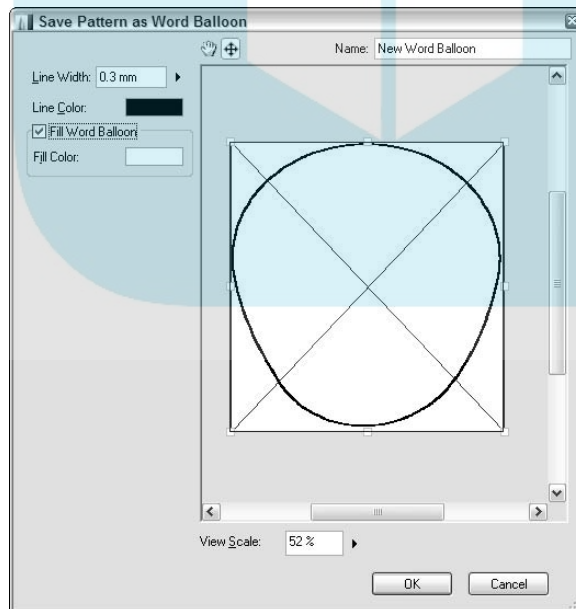 Save Pattern as Word Balloon
Name: New Word Balloon
Line Width: 0.3 mm
Line Color:
Fill Word Balloon
Fill Color:
View Scale: 52 %
OK Cancel